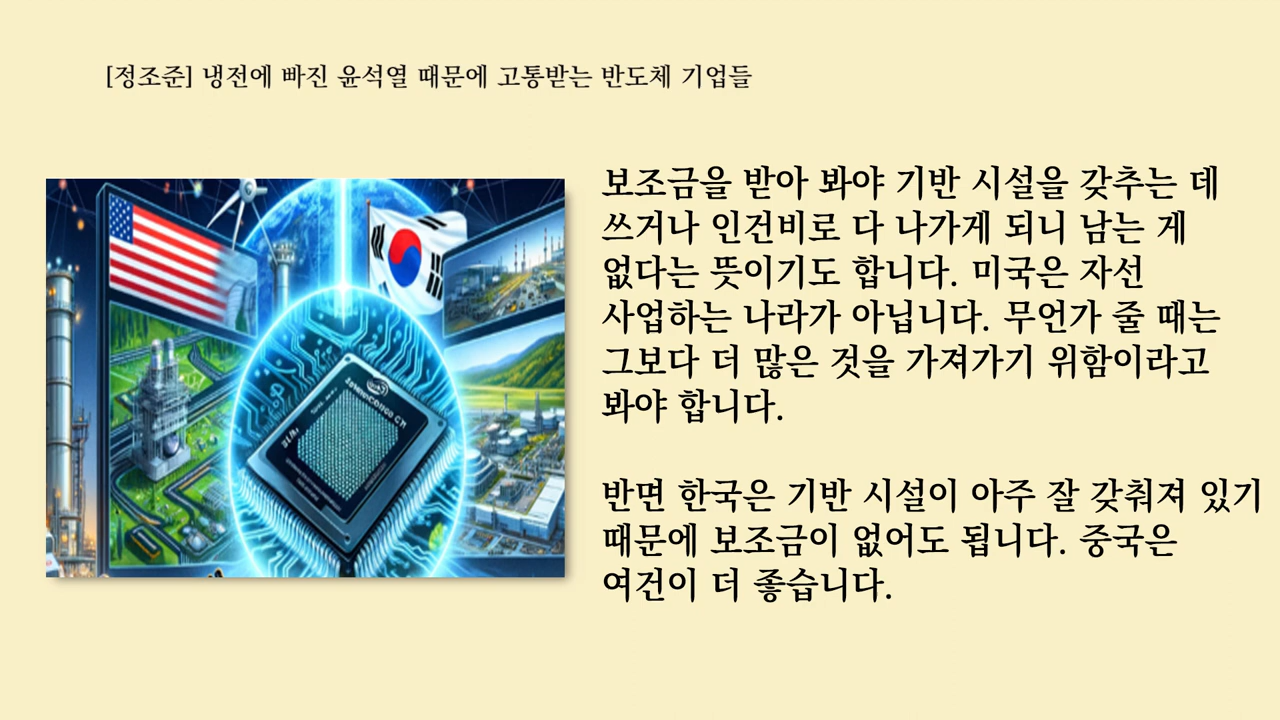 [정조준] 냉전에 빠진 윤석열 때문에 고통받는 반도체 기업들
보조금을 받아 봐야 기반 시설을 갖추는 데
쓰거나 인건비로 다 나가게 되니 남는 게
없다는 뜻이기도 합니다. 미국은 자선
사업하는 나라가 아닙니다. 무언가 줄 때는
그보다 더 많은 것을 가져가기 위함이라고
봐야 합니다.
반면 한국은 기반 시설이 아주 잘 갖춰져 있기
때문에 보조금이 없어도 됩니다. 중국은
여건이 더 좋습니다.